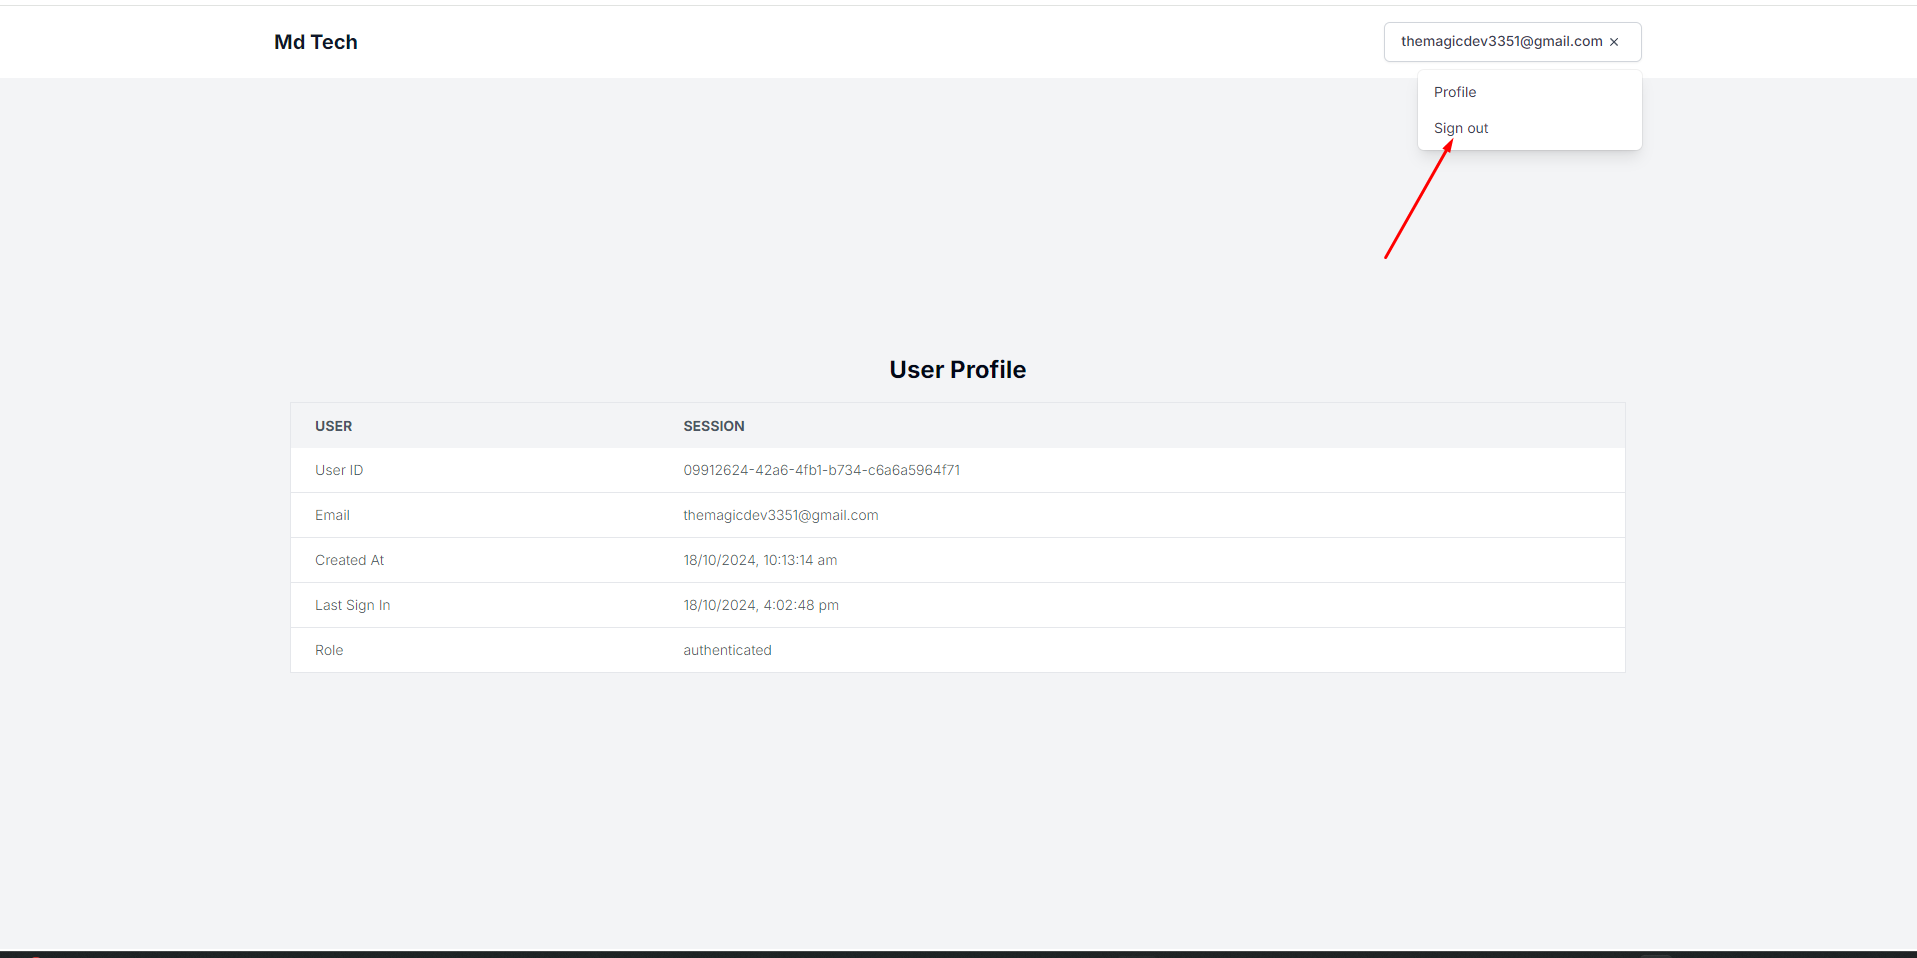 Md Tech
themagicdev3351@gmail.com ×
Profile
Sign out
User Profile
USER SESSION
User ID 09912624-42a6-4fb1-b734-c6a6a5964f71
Email themagicdev3351@gmail.com
Created At 18/10/2024, 10:13:14 am
Last Sign In 18/10/2024, 4:02:48 pm
Role authenticated